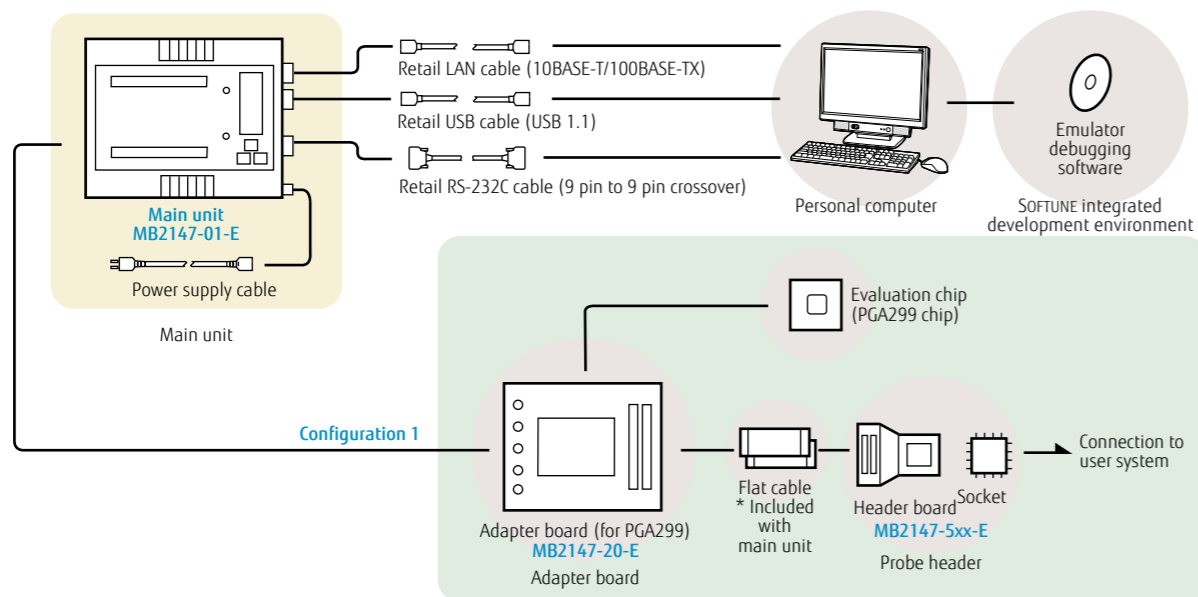 Retail LAN cable (10BASE-T/100BASE-TX)
Retail USB cable (USB 1.1)
Retail RS-232C cable (9 pin to 9 pin crossover)
Main unit
MB2147-01-E
Power supply cable
Main unit
Personal computer
Emulator
debugging
software
SOFTUNE integrated
development environment
Evaluation chip
(PGA299 chip)
Configuration 1
Adapter board (for PGA299)
MB2147-20-E
Adapter board
Flat cable
* Included
with
main unit
Header board
Socket
MB2147-5xx-E
Probe header
Connection to
user system